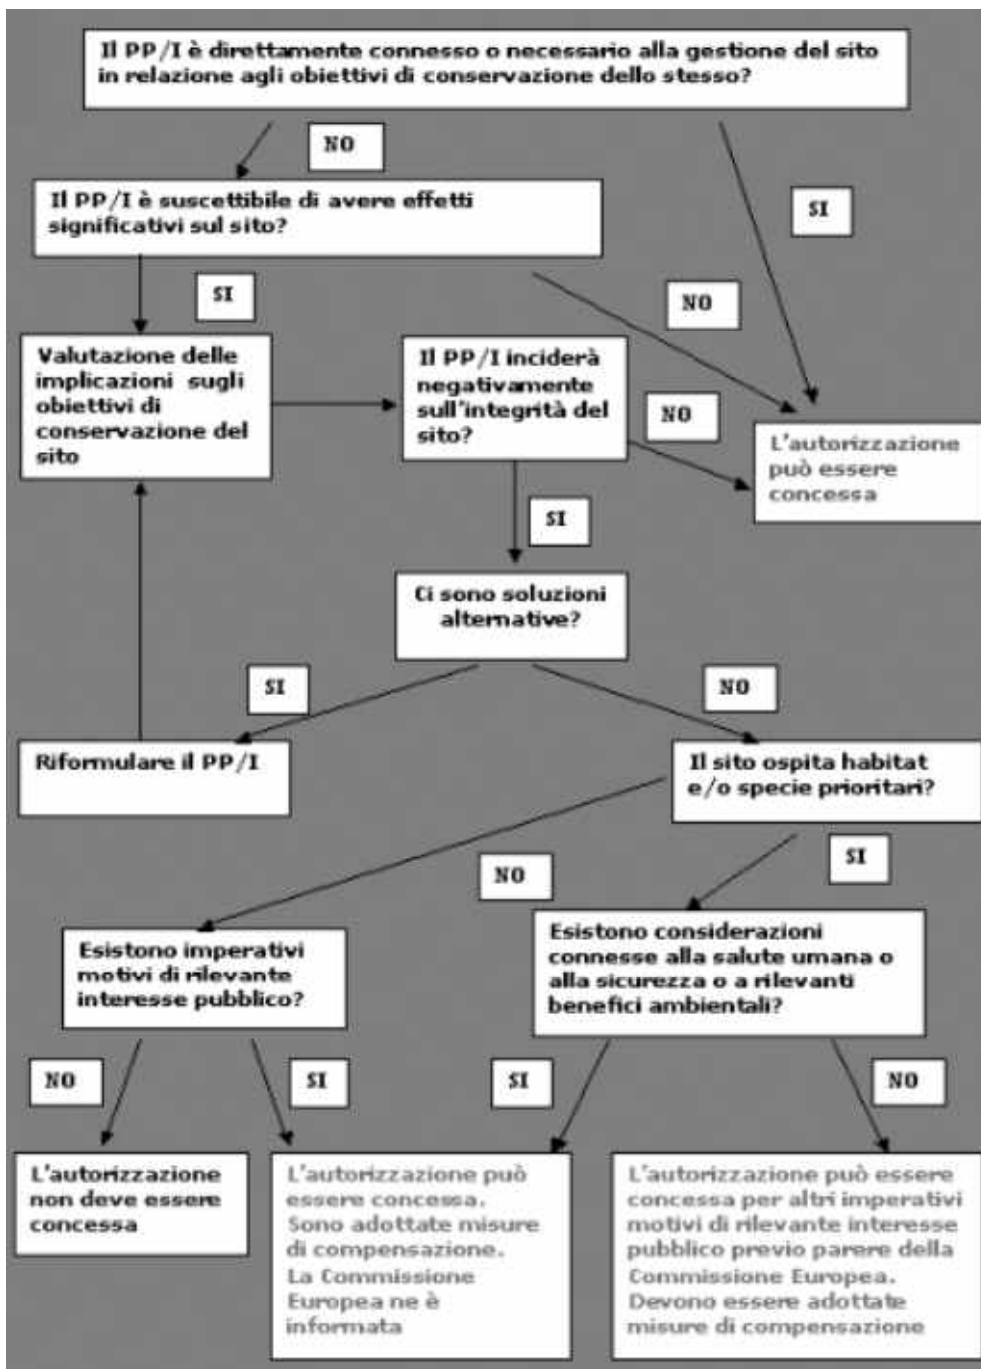 Il PP/I è direttamente connesso o necessario alla gestione del sito
in relazione agli obiettivi di conservazione dello stesso?
NO
SI
Il PP/I è suscettibile di avere effetti
significativi sul sito?
SI
NO
Valutazione delle
implicazioni sugli
obiettivi di
conservazione del
sito
Il PP/I inciderà
negativamente
sull'integrità del
sito?
NO
L'autorizzazione
può essere
concessa
SI
Ci sono soluzioni
alternative?
SI
NO
Riformulare il PP/I
Il sito ospita habitat
e/o specie prioritari?
NO
SI
Esistono imperativi
motivi di rilevante
interesse pubblico?
Esistono considerazioni
connesse alla salute umana o
alla sicurezza o a rilevanti
benefici ambientali?
NO
SI
SI
NO
L'autorizzazione
non deve essere
concessa
L'autorizzazione può
essere concessa.
Sono adottate misure
di compensazione.
La Commissione
Europea ne è
informata
L'autorizzazione può essere
concessa per altri imperativi
motivi di rilevante interesse
pubblico previo parere della
Commissione Europea.
Devono essere adottate
misure di compensazione